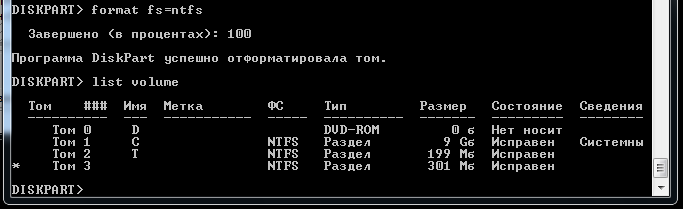 DISKPART> format fs=ntfs
Завершено (в процентах): 100
Программа DiskPart успешно отформатировала том.
DISKPART> list volume
Том ### Имя Метка ФС Тип Размер Состояние Сведения
Том 0 D DVD-ROM 0 б Нет носит
Том 1 C NTFS Раздел 9 Gб Исправен Системны
Том 2 T NTFS Раздел 199 Мб Исправен
* Том 3 NTFS Раздел 301 Мб Исправен
DISKPART>